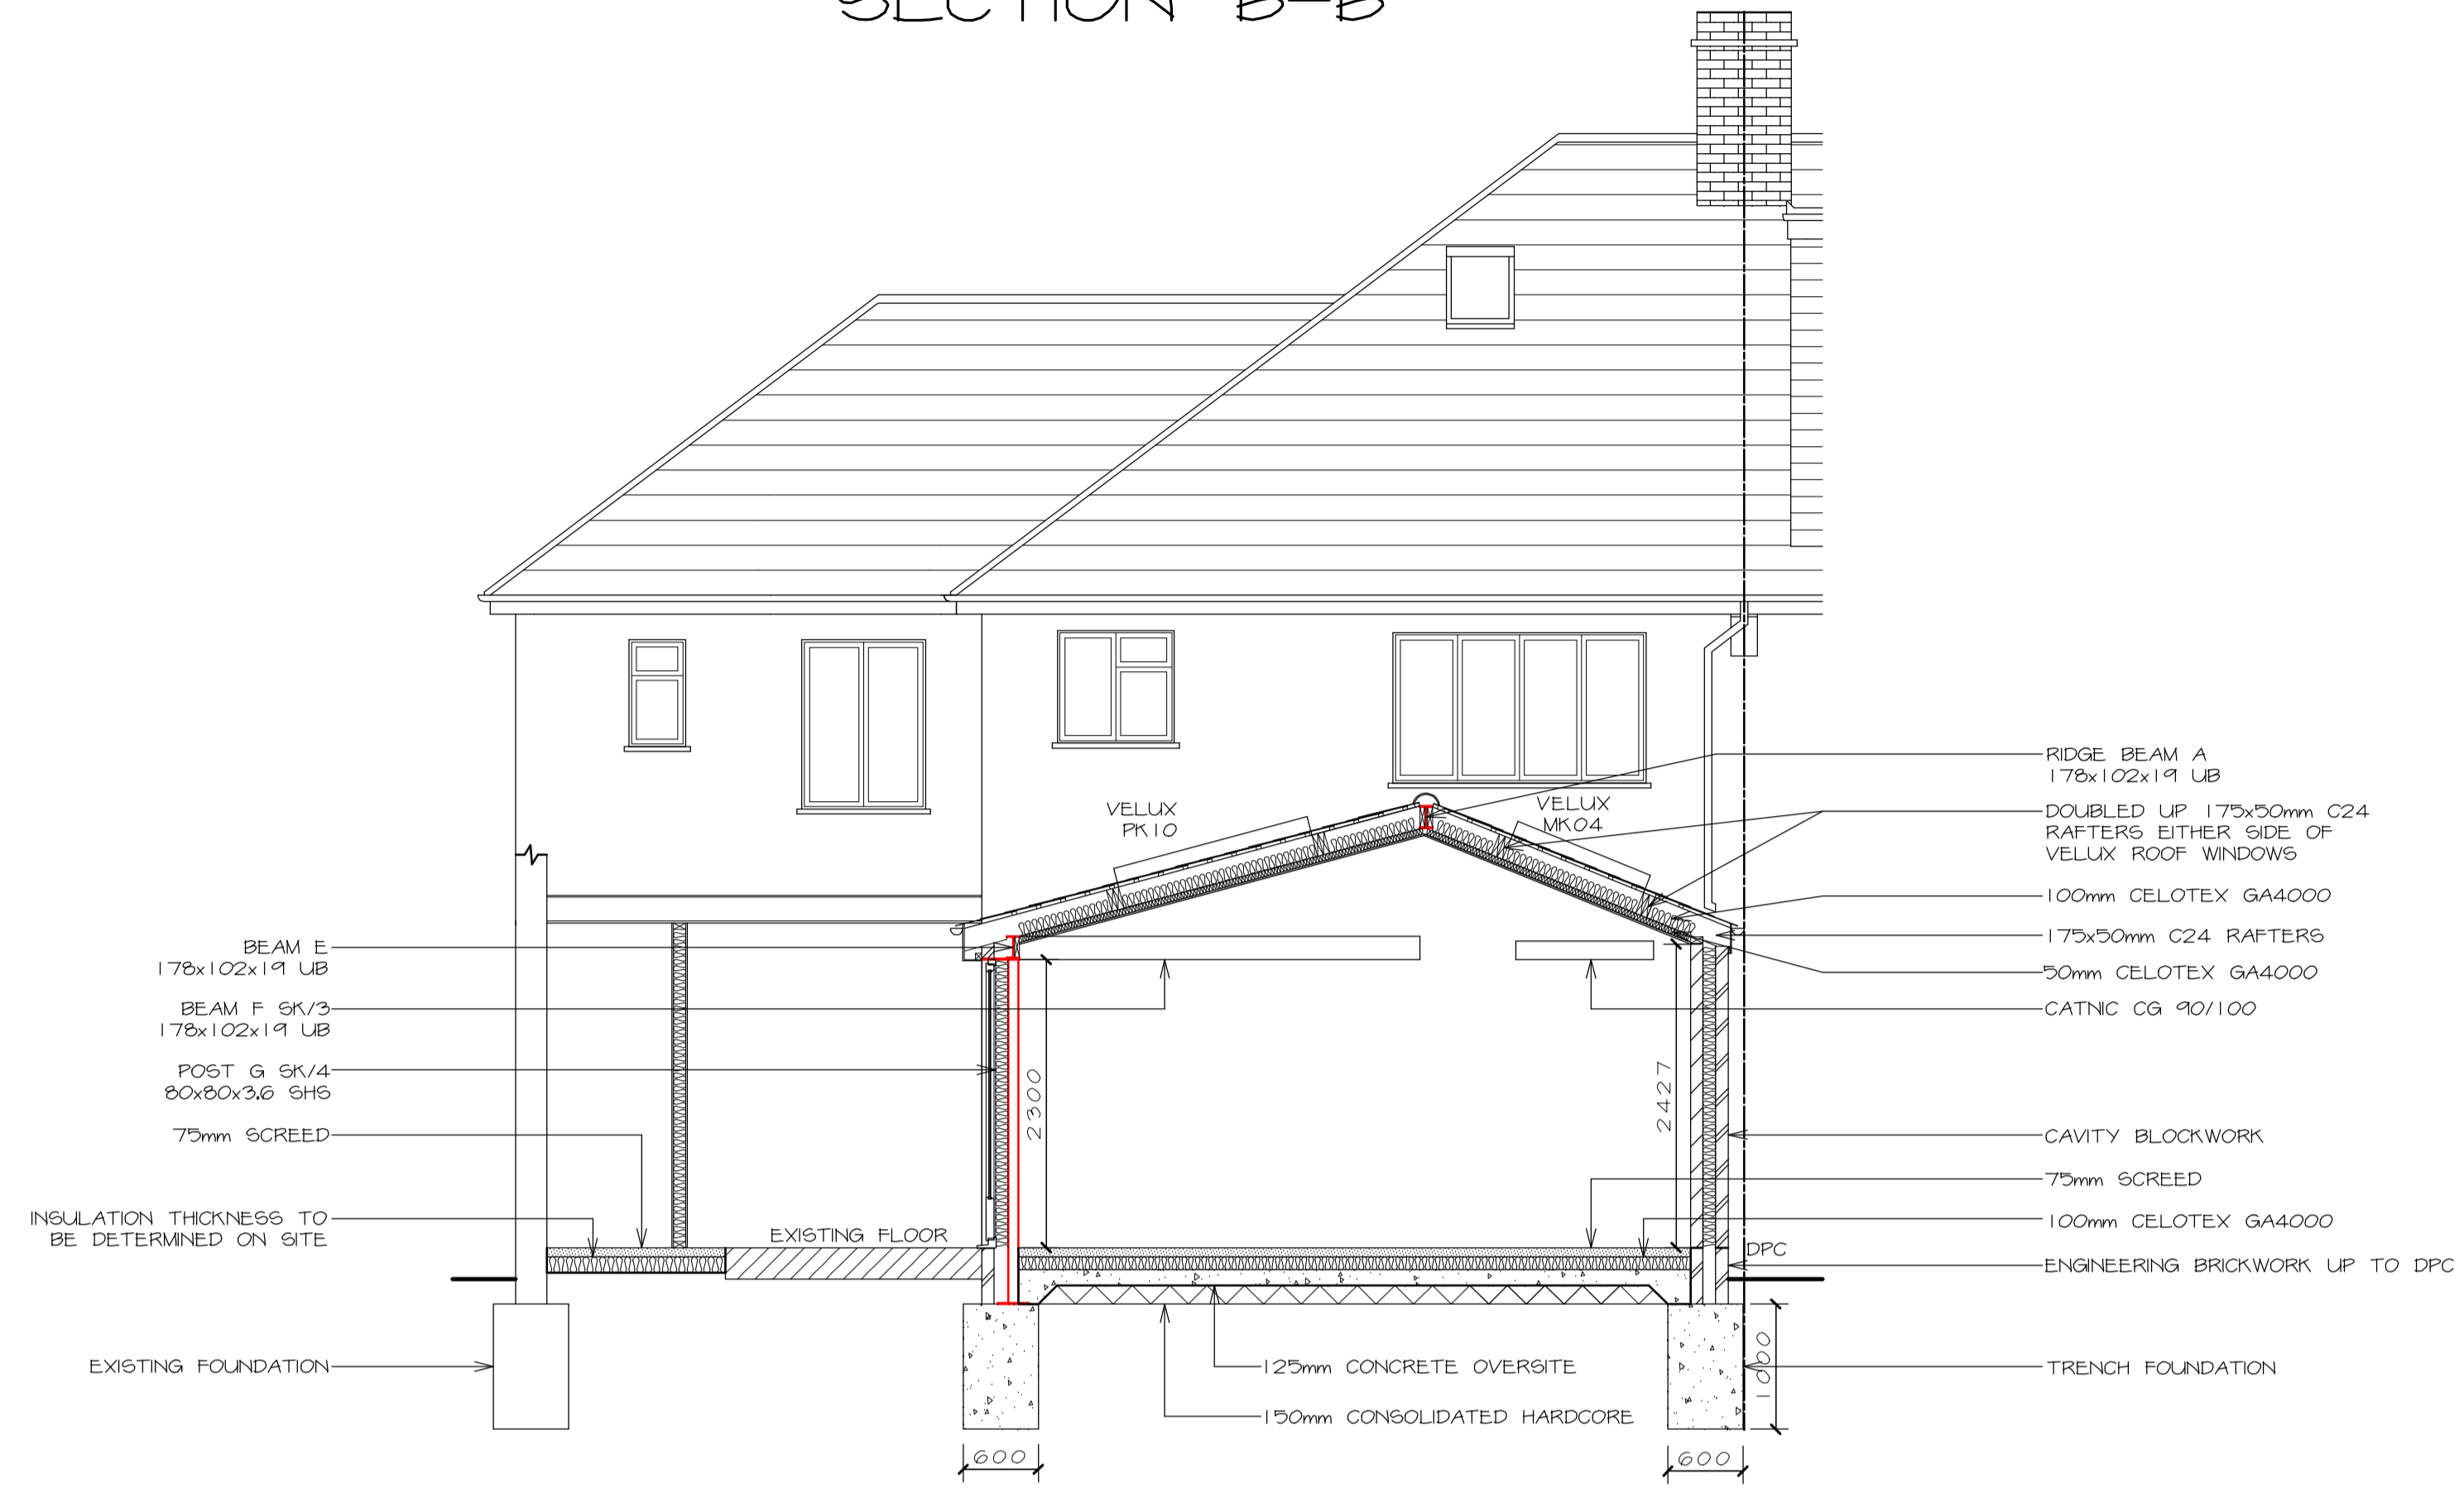 SECTION B-B
VELUX
PK10
VELUX
MK04
RIDGE BEAM A
178x102x19 UB
DOUBLED UP 175x50mm C24
RAFTERS EITHER SIDE OF
VELUX ROOF WINDOWS
100mm CELOTEX GA4000
175x50mm C24 RAFTERS
50mm CELOTEX GA4000
CATNIC CG 90/100
CAVITY BLOCKWORK
75mm SCREED
100mm CELOTEX GA4000
DPC
ENGINEERING BRICKWORK UP TO DPC
TRENCH FOUNDATION
BEAM E
178x102x19 UB
BEAM F SK/3
178x102x19 UB
POST G SK/4
80x80x3.6 SHS
75mm SCREED
INSULATION THICKNESS TO
BE DETERMINED ON SITE
EXISTING FLOOR
EXISTING FOUNDATION
2300
2427
125mm CONCRETE OVERSITE
150mm CONSOLIDATED HARDCORE
1000
600
600